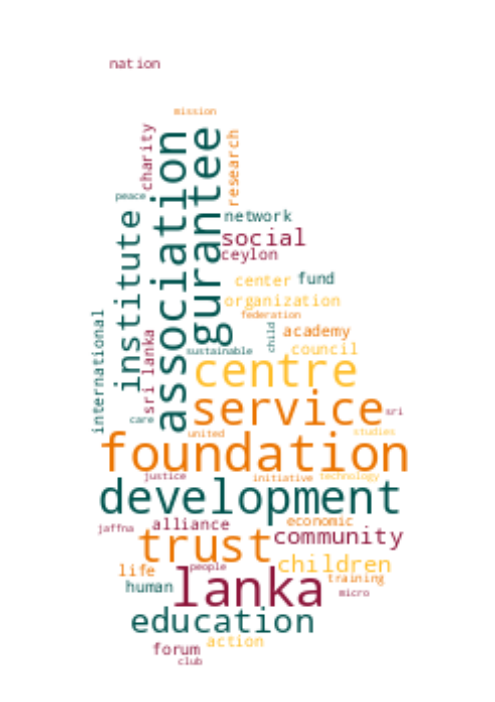 nation
mission
charity
association
gurantee
research
peace
institute
network
social
ceylon
center
fund
organization
international
federation
sri lanka
child
academy
sustainable
council
centre
care
service
sri
united
studies
foundation
justice
initiative
technology
development
jaffna
alliance
economic
trust
community
children
life
people
training
human
lanka
micro
education
action
forum
club